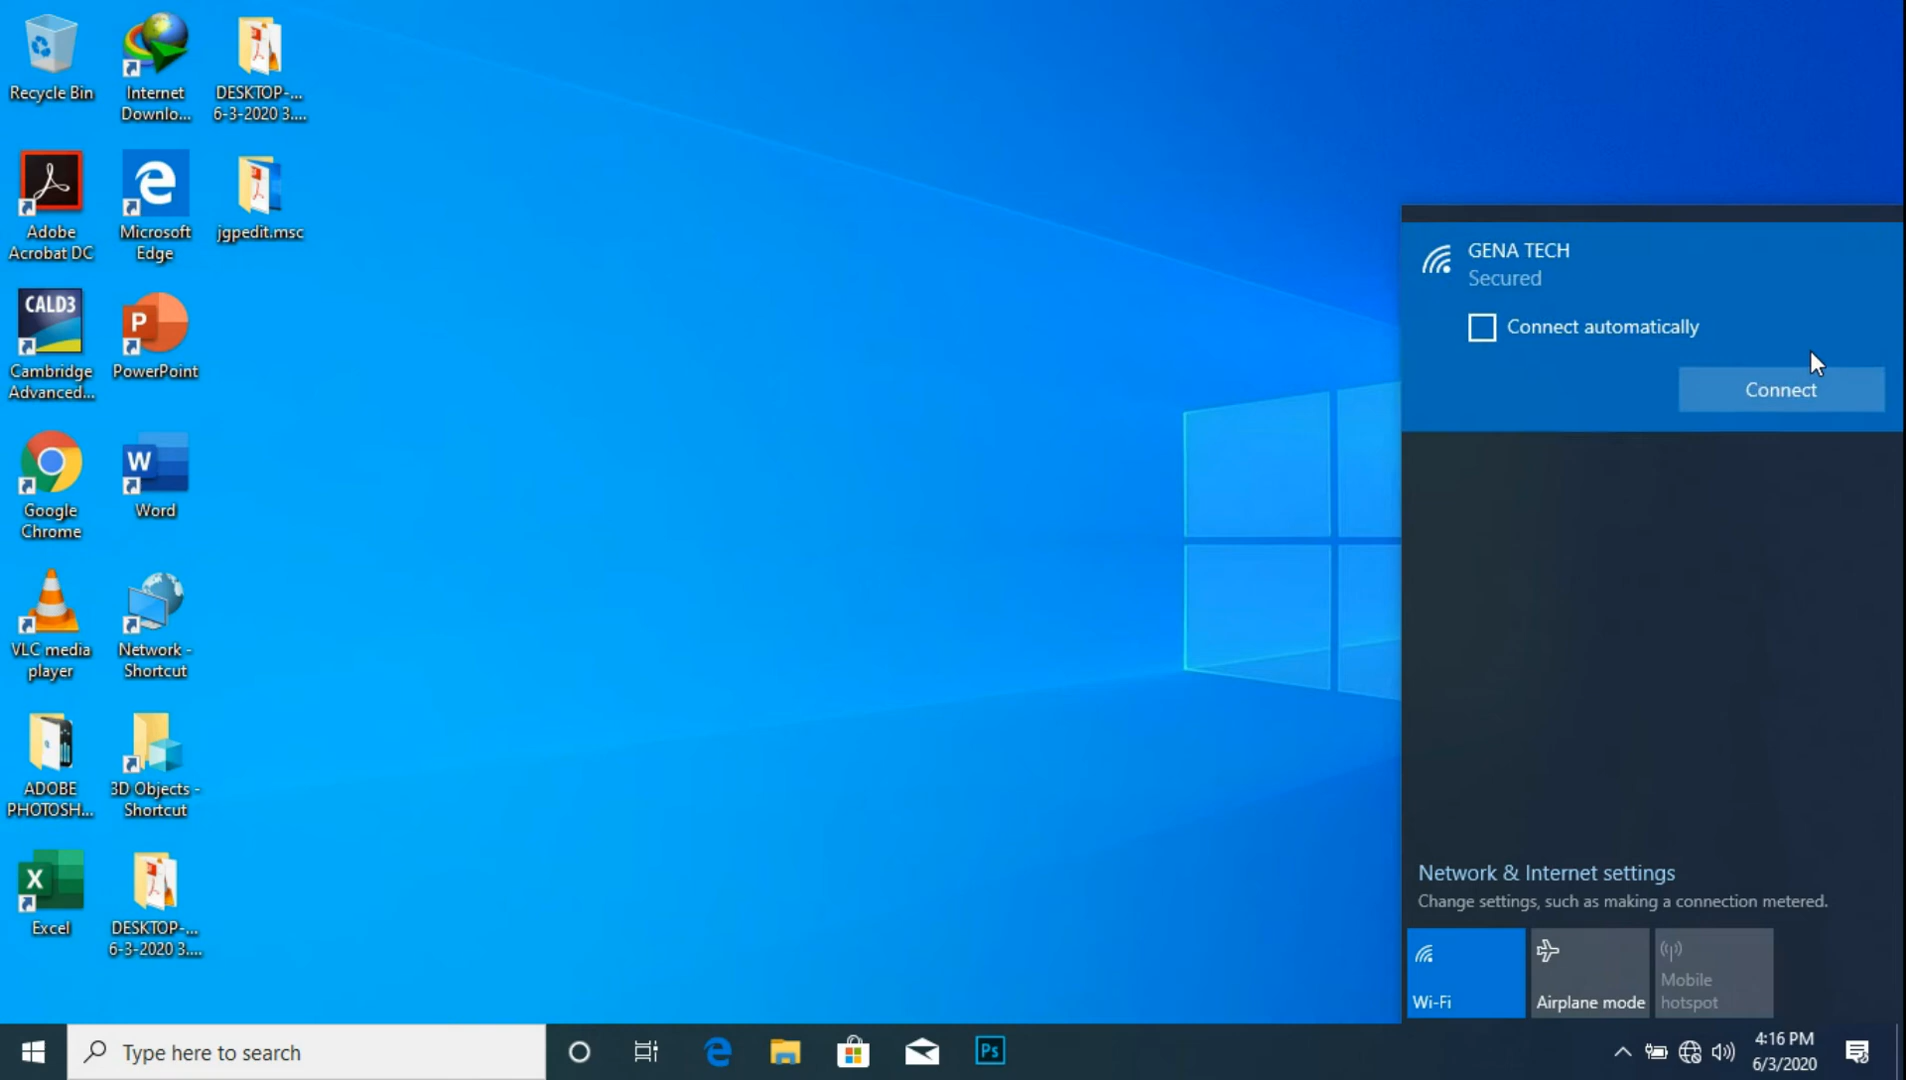 Recycle Bin
Internet
Downlo...
DESKTOP-...
6-3-2020 3....
Adobe
Acrobat DC
Microsoft
Edge
jgpedit.msc
CALD3
Cambridge
Advanced...
P
PowerPoint
Google
Chrome
W
Word
VLC media
player
Network -
Shortcut
ADOBE
PHOTOSH...
3D Objects -
Shortcut
X
Excel
DESKTOP-...
6-3-2020 3....
GENA TECH
Secured
Connect automatically
Connect
Network & Internet settings
Change settings, such as making a connection metered.
Wi-Fi
Airplane mode
Mobile
hotspot
Type here to search
Ps
4:16 PM
6/3/2020